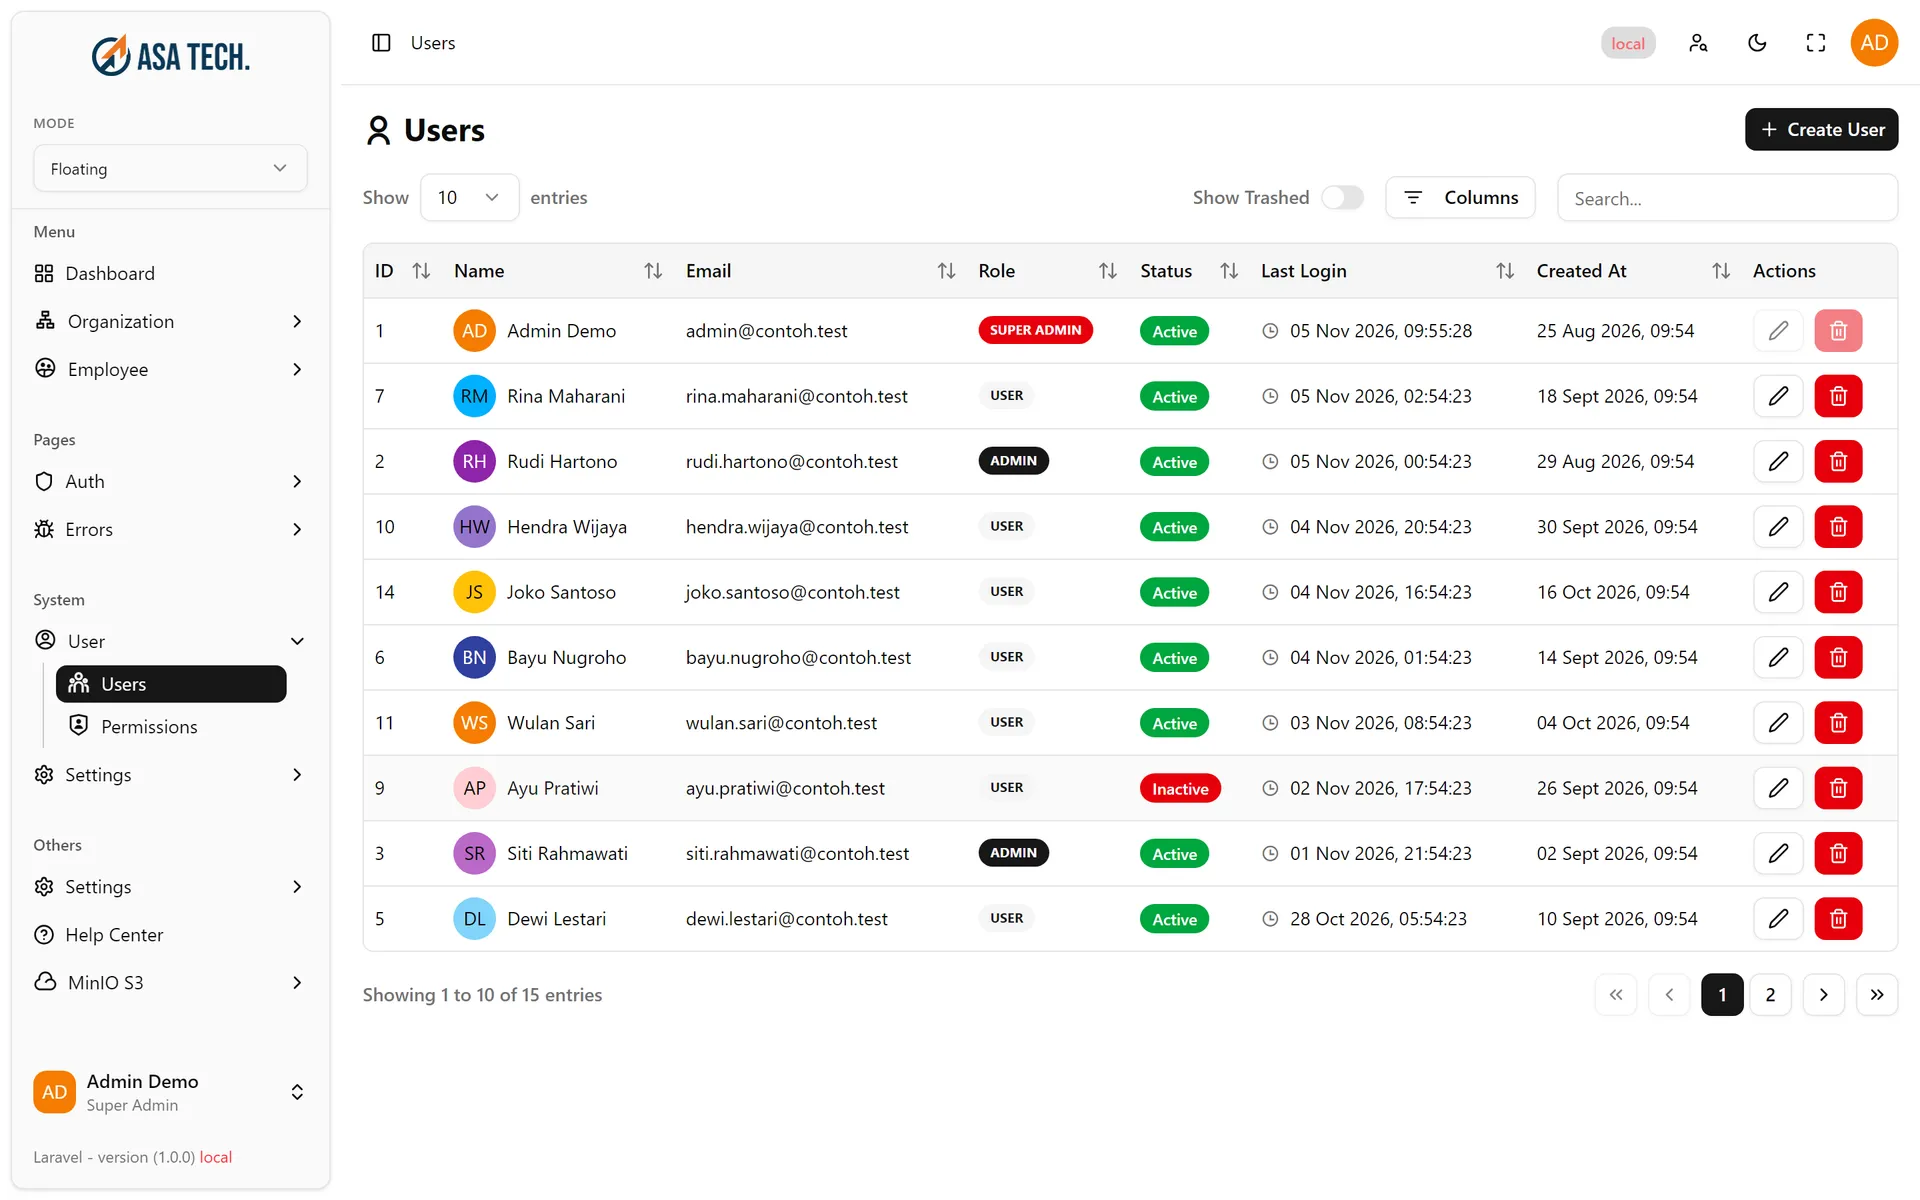 ASA TECH.
MODE
Floating
Menu
Dashboard
Organization
Employee
Pages
Auth
Errors
System
User
Users
Permissions
Settings
Others
Settings
Help Center
MinIO S3
AD Admin Demo
Super Admin
Laravel - version (1.0.0) local
Users
local
AD
Users
+ Create User
Show 10 entries
Show Trashed
Columns
Search...
ID Name Email Role Status Last Login Created At Actions
1 AD Admin Demo admin@contoh.test SUPER ADMIN Active 05 Nov 2026, 09:55:28 25 Aug 2026, 09:54
7 RM Rina Maharani rina.maharani@contoh.test USER Active 05 Nov 2026, 02:54:23 18 Sept 2026, 09:54
2 RH Rudi Hartono rudi.hartono@contoh.test ADMIN Active 05 Nov 2026, 00:54:23 29 Aug 2026, 09:54
10 HW Hendra Wijaya hendra.wijaya@contoh.test USER Active 04 Nov 2026, 20:54:23 30 Sept 2026, 09:54
14 JS Joko Santoso joko.santoso@contoh.test USER Active 04 Nov 2026, 16:54:23 16 Oct 2026, 09:54
6 BN Bayu Nugroho bayu.nugroho@contoh.test USER Active 04 Nov 2026, 01:54:23 14 Sept 2026, 09:54
11 WS Wulan Sari wulan.sari@contoh.test USER Active 03 Nov 2026, 08:54:23 04 Oct 2026, 09:54
9 AP Ayu Pratiwi ayu.pratiwi@contoh.test USER Inactive 02 Nov 2026, 17:54:23 26 Sept 2026, 09:54
3 SR Siti Rahmawati siti.rahmawati@contoh.test ADMIN Active 01 Nov 2026, 21:54:23 02 Sept 2026, 09:54
5 DL Dewi Lestari dewi.lestari@contoh.test USER Active 28 Oct 2026, 05:54:23 10 Sept 2026, 09:54
Showing 1 to 10 of 15 entries
1 2